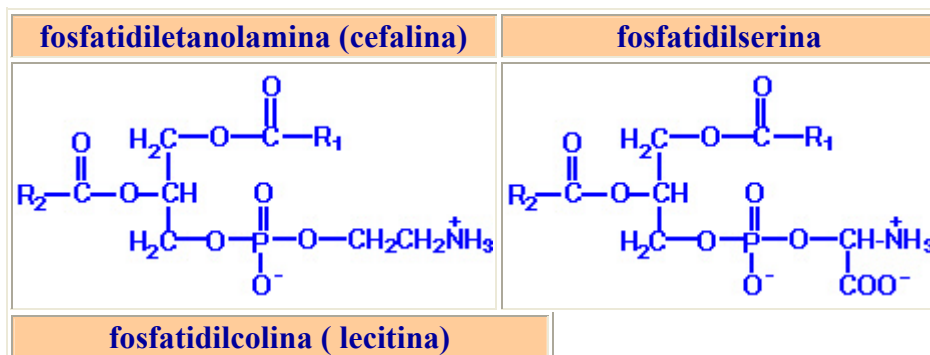 fosfatidiletanolamina (cefalina)
fosfatidilserina
O
O H₂C—O—C—R₁
R₂—C—O—CH O
H₂C—O—P—O—CH₂CH₂NH₃⁺
O⁻
O
O H₂C—O—C—R₁
R₂—C—O—CH O
H₂C—O—P—O—CH-NH₃⁺
O⁻ COO⁻
fosfatidilcolina ( lecitina)